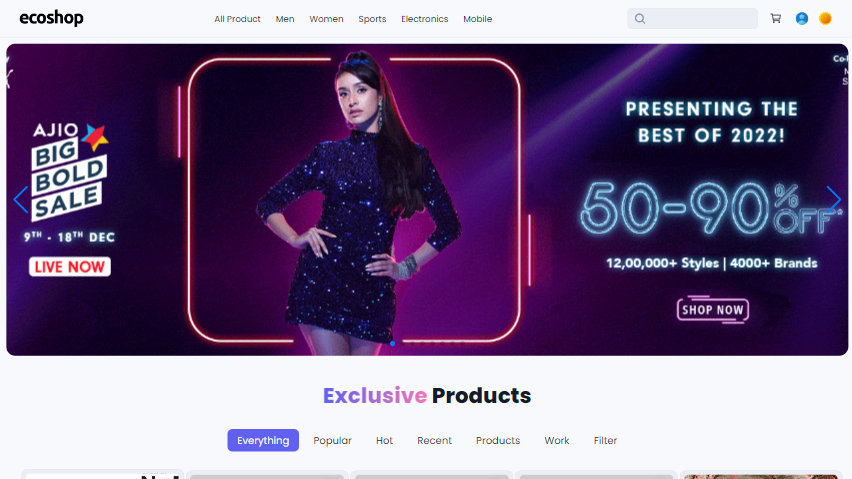 ecoshop
All Product Men Women Sports Electronics Mobile
AJIO
BIG
BOLD
SALE
9TH - 18TH DEC
LIVE NOW
PRESENTING THE
BEST OF 2022!
50-90% OFF*
12,00,000+ Styles | 4000+ Brands
SHOP NOW
Exclusive Products
Everything Popular Hot Recent Products Work Filter